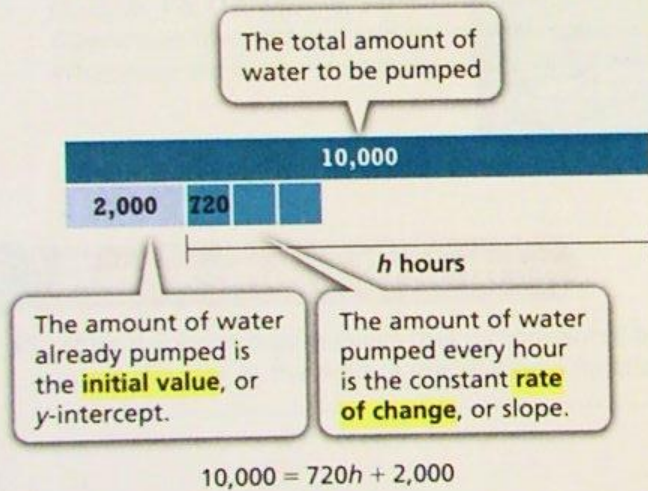 The total amount of
water to be pumped
10,000
2,000 720
h hours
The amount of water
already pumped is
the initial value, or
y-intercept.
The amount of water
pumped every hour
is the constant rate
of change, or slope.
10,000 = 720h + 2,000